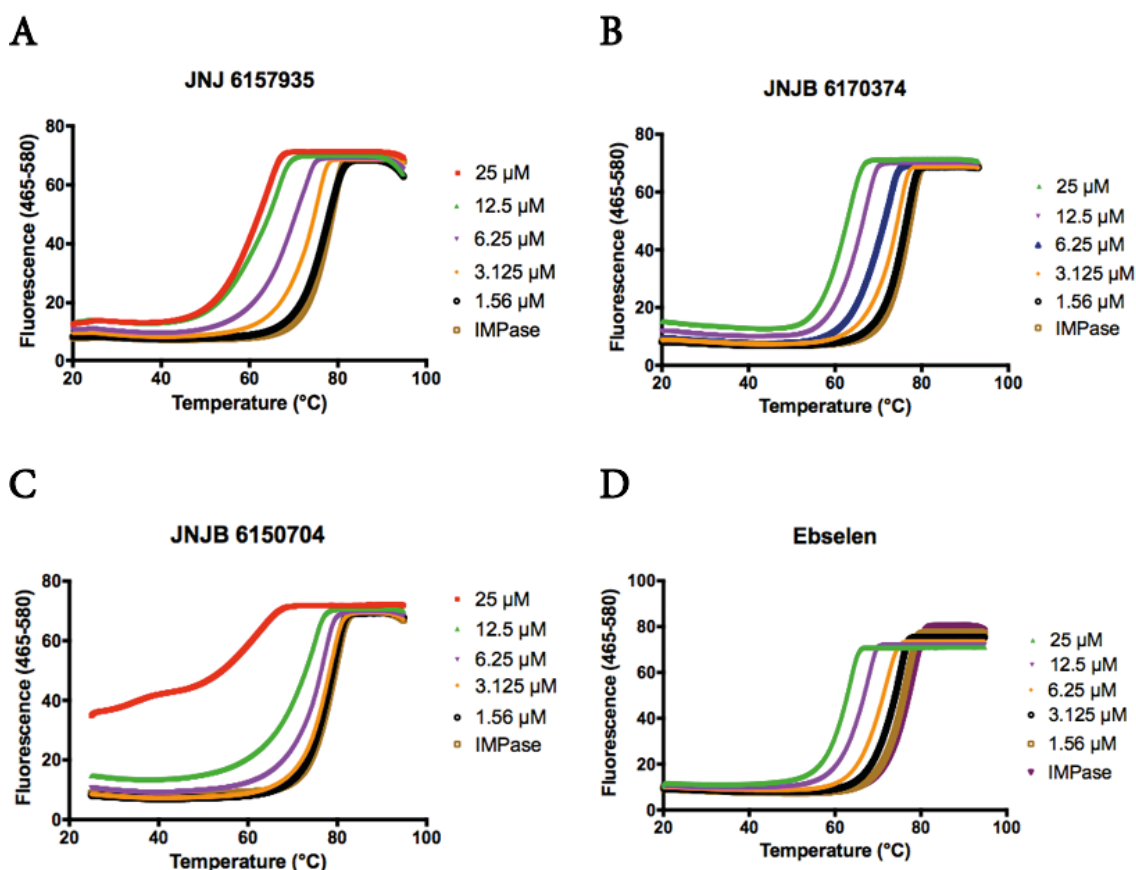 A
JNJ 6157935
Fluorescence (465-580)
80
60
40
20
0
20 40 60 80 100
Temperature (°C)
25 µM
12.5 µM
6.25 µM
3.125 µM
1.56 µM
IMPase
B
JNJB 6170374
Fluorescence (465-580)
80
60
40
20
0
20 40 60 80 100
Temperature (°C)
25 µM
12.5 µM
6.25 µM
3.125 µM
1.56 µM
IMPase
C
JNJB 6150704
Fluorescence (465-580)
80
60
40
20
0
20 40 60 80 100
Temperature (°C)
25 µM
12.5 µM
6.25 µM
3.125 µM
1.56 µM
IMPase
D
Ebselen
Fluorescence (465-580)
100
80
60
40
20
0
20 40 60 80 100
Temperature (°C)
25 µM
12.5 µM
6.25 µM
3.125 µM
1.56 µM
IMPase